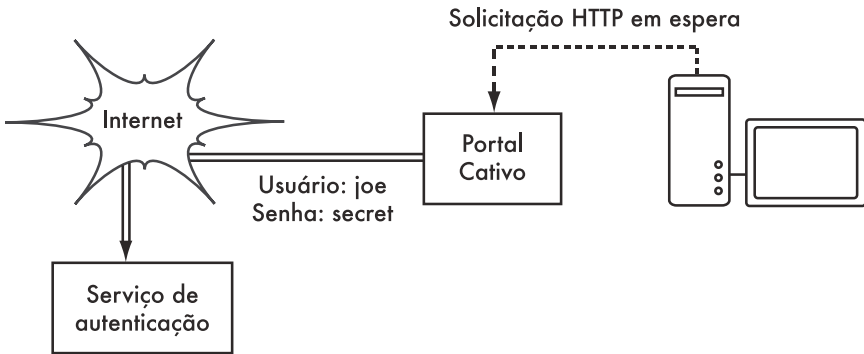 Solicitação HTTP em espera
Internet
Portal
Cativo
Usuário: joe
Senha: secret
Serviço de
autenticação